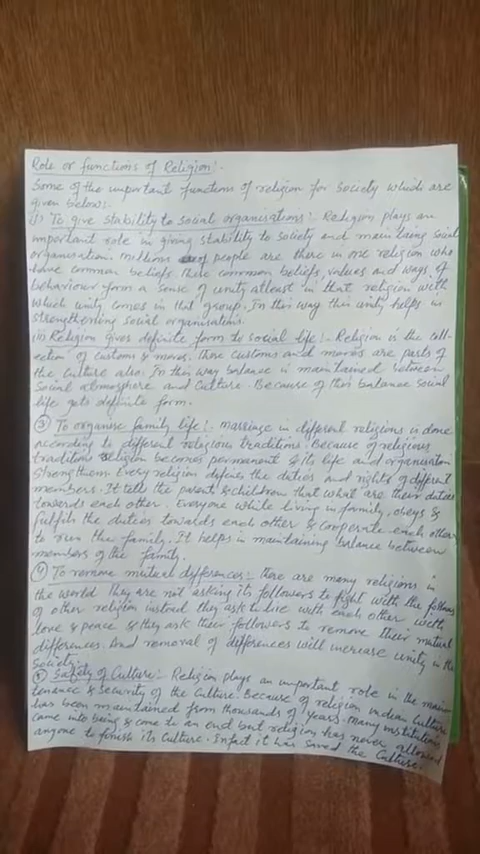 Role or functions of Religion:-
Some of the important functions of religion for society which are
given below:-
(i) To give stability to social organisations:- Religion plays an
important role in giving stability to society and maintaing social
organisation. millions of people are there in one religion who
have common beliefs. These common beliefs, values and ways of
behaviour form a sense of unity atleast in that religion with
which unity comes in that group. In this way this unity helps in
strengthening social organisations.
(ii) Religion gives definite form to social life:- Religion is the coll-
ection of customs & mores. These customs and mores are parts of
the Culture also. In this way balance is maintained between
Social atmosphere and Culture. Because of this balance social
life gets definite form.
(3) To organise family life:- Marriage in different religions is done
According to different religious traditions. Because of religious
traditions religion becomes permanent & its life and organisation
strengthens. Every religion defines the duties and rights of different
members. It tell the parents & children that what are their duties
towards each other. Everyone while living in family, obeys &
fulfils the duties towards each other & cooperate each other
to run the family. It helps in maintaining balance between
members of the family.
(4) To remove mutual differences:- There are many religions in
the world. They are not asking its followers to fight with the
of other religion instead they ask to live with each other with
love & peace & they ask their followers to remove their mutual
differences. And removal of differences will increase unity in the
Society.
(5) Safety of Culture:- Religion plays an important role in the main-
tenance & security of the Culture. Because of religion indian Culture
has been maintained from thousands of years. Many institutions
came into being & come to an end but religion has never allowed
anyone to finish its Culture. Infact it has saved the Culture.